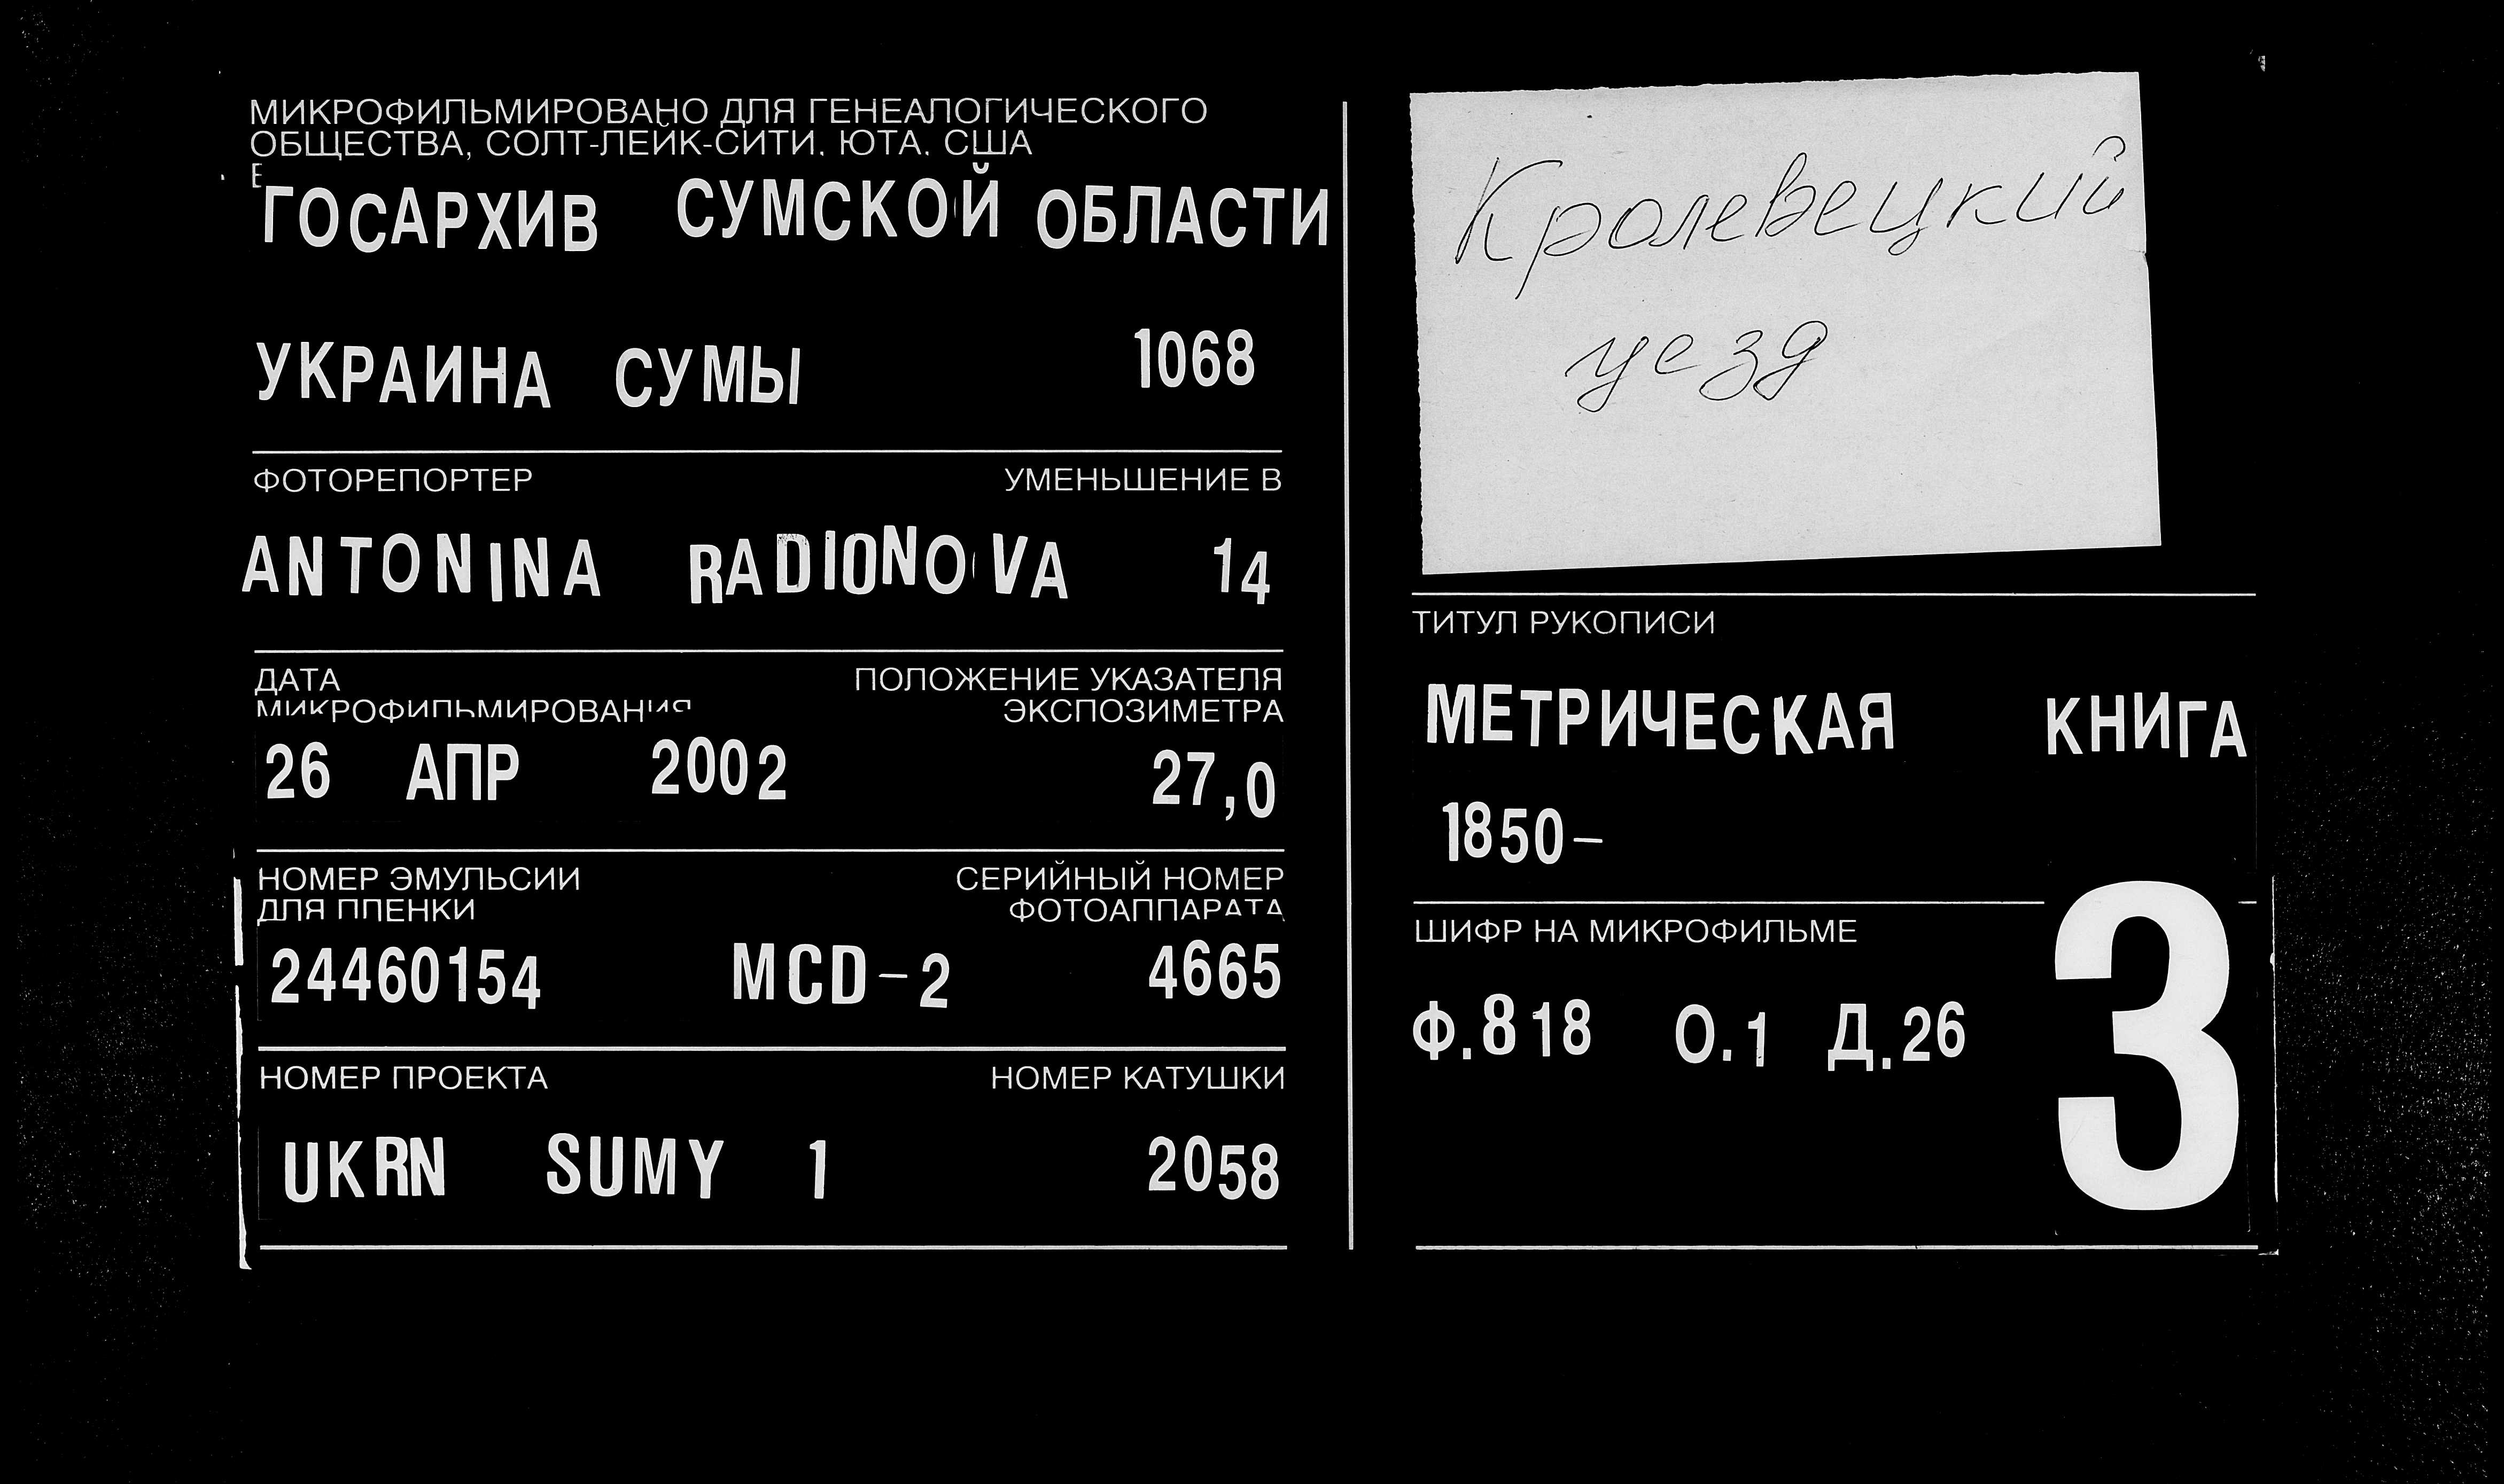 МИКРОФИЛЬМИРОВАНО ДЛЯ ГЕНЕАЛОГИЧЕСКОГО
ОБЩЕСТВА, СОЛТ-ЛЕЙК-СИТИ, ЮТА, США
ГОСАРХИВ СУМСКОЙ ОБЛАСТИ
УКРАИНА СУМЫ 1068
ФОТОРЕПОРТЕР УМЕНЬШЕНИЕ В
ANTONINA RADIONOVA 14
ДАТА ПОЛОЖЕНИЕ УКАЗАТЕЛЯ
МИКРОФИЛЬМИРОВАНИЯ ЭКСПОЗИМЕТРА
26 АПР 2002 27,0
НОМЕР ЭМУЛЬСИИ СЕРИЙНЫЙ НОМЕР
ДЛЯ ПЛЕНКИ ФОТОАППАРАТА
24460154 MCD-2 4665
НОМЕР ПРОЕКТА НОМЕР КАТУШКИ
UKRN SUMY 1 2058
Кролевецкий
уезд
ТИТУЛ РУКОПИСИ
МЕТРИЧЕСКАЯ КНИГА
1850-
ШИФР НА МИКРОФИЛЬМЕ
Ф.818 О.1 Д.26
3